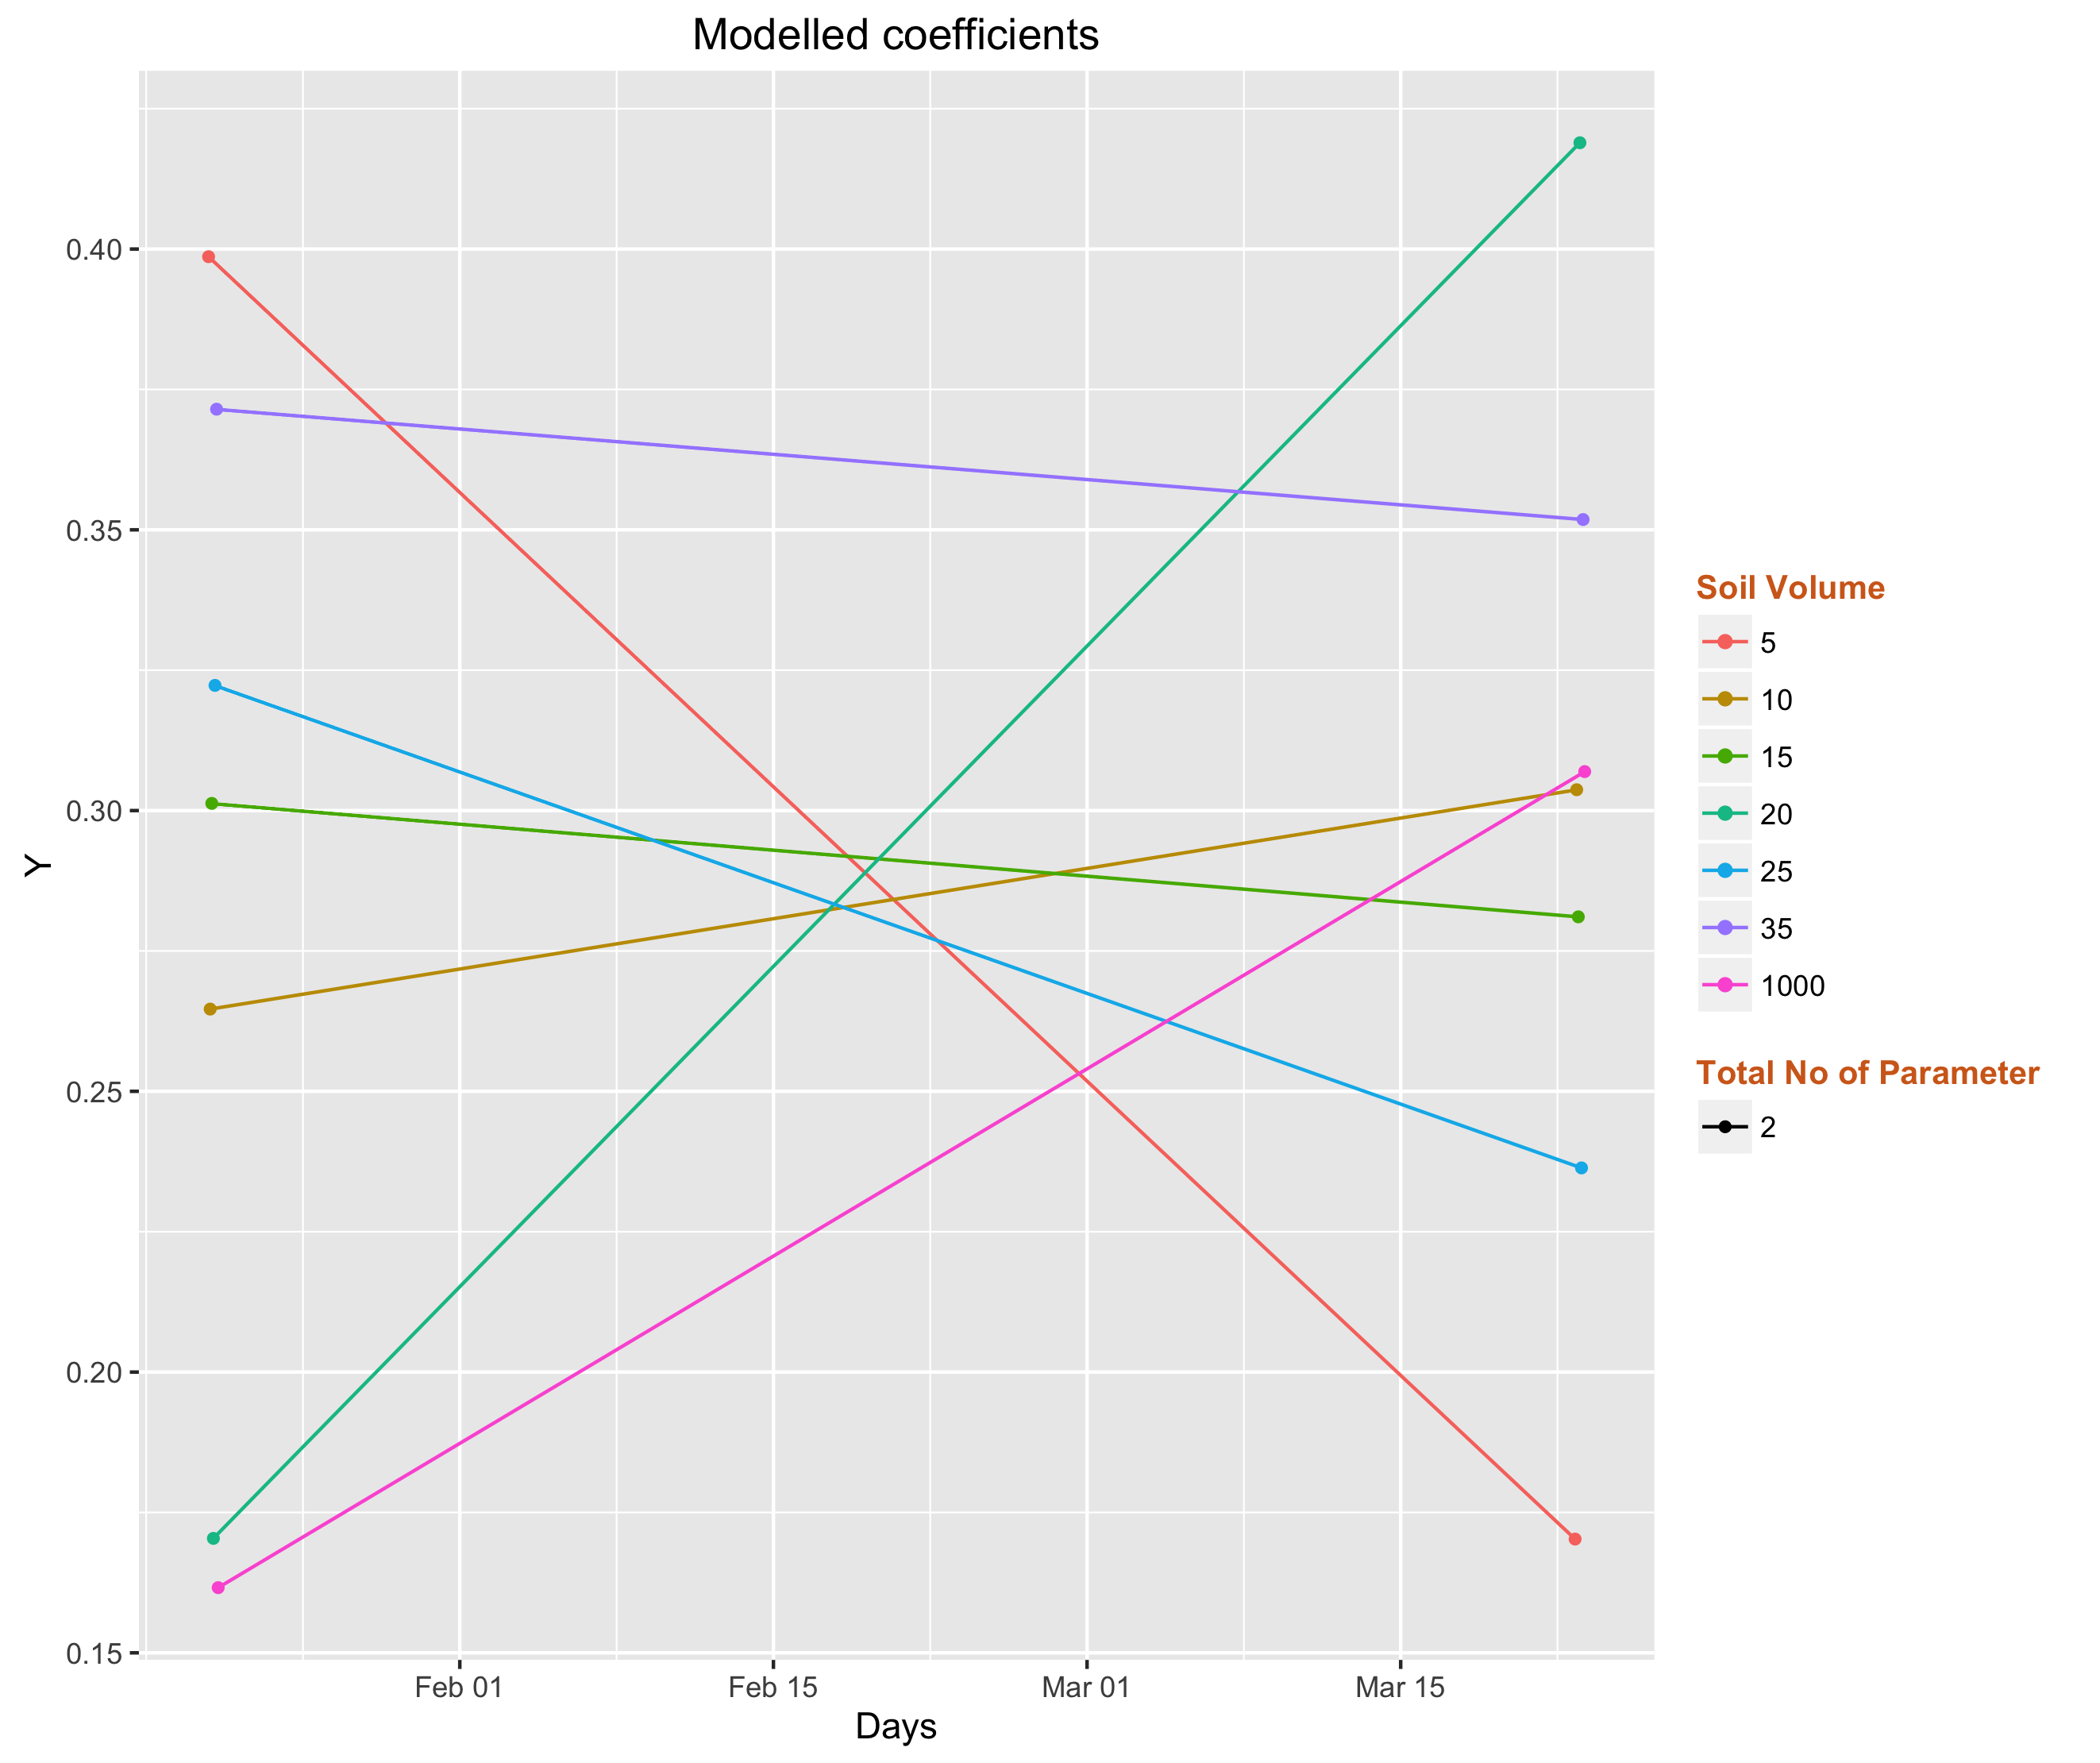 Modelled coefficients
0.40
0.35
0.30
0.25
0.20
0.15
Y
Feb 01
Feb 15
Mar 01
Mar 15
Days
Soil Volume
5
10
15
20
25
35
1000
Total No of Parameter
2